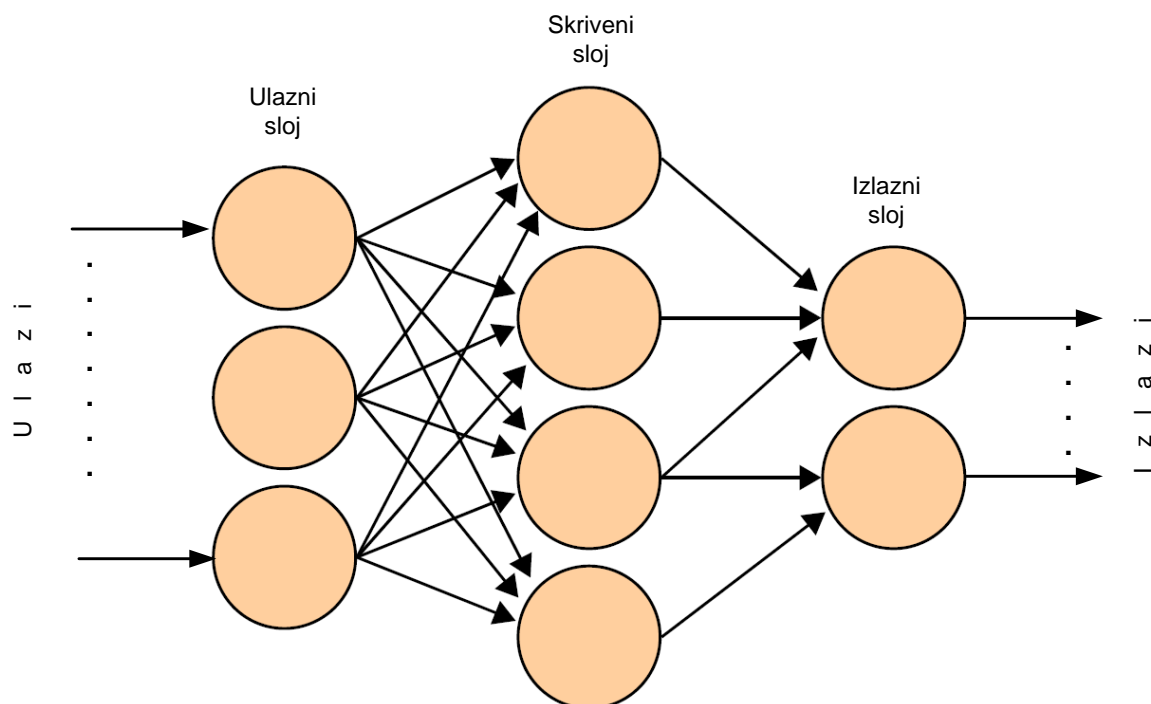 Skriveni
sloj
Ulazni
sloj
Izlazni
sloj
U l a z i
I z l a z i